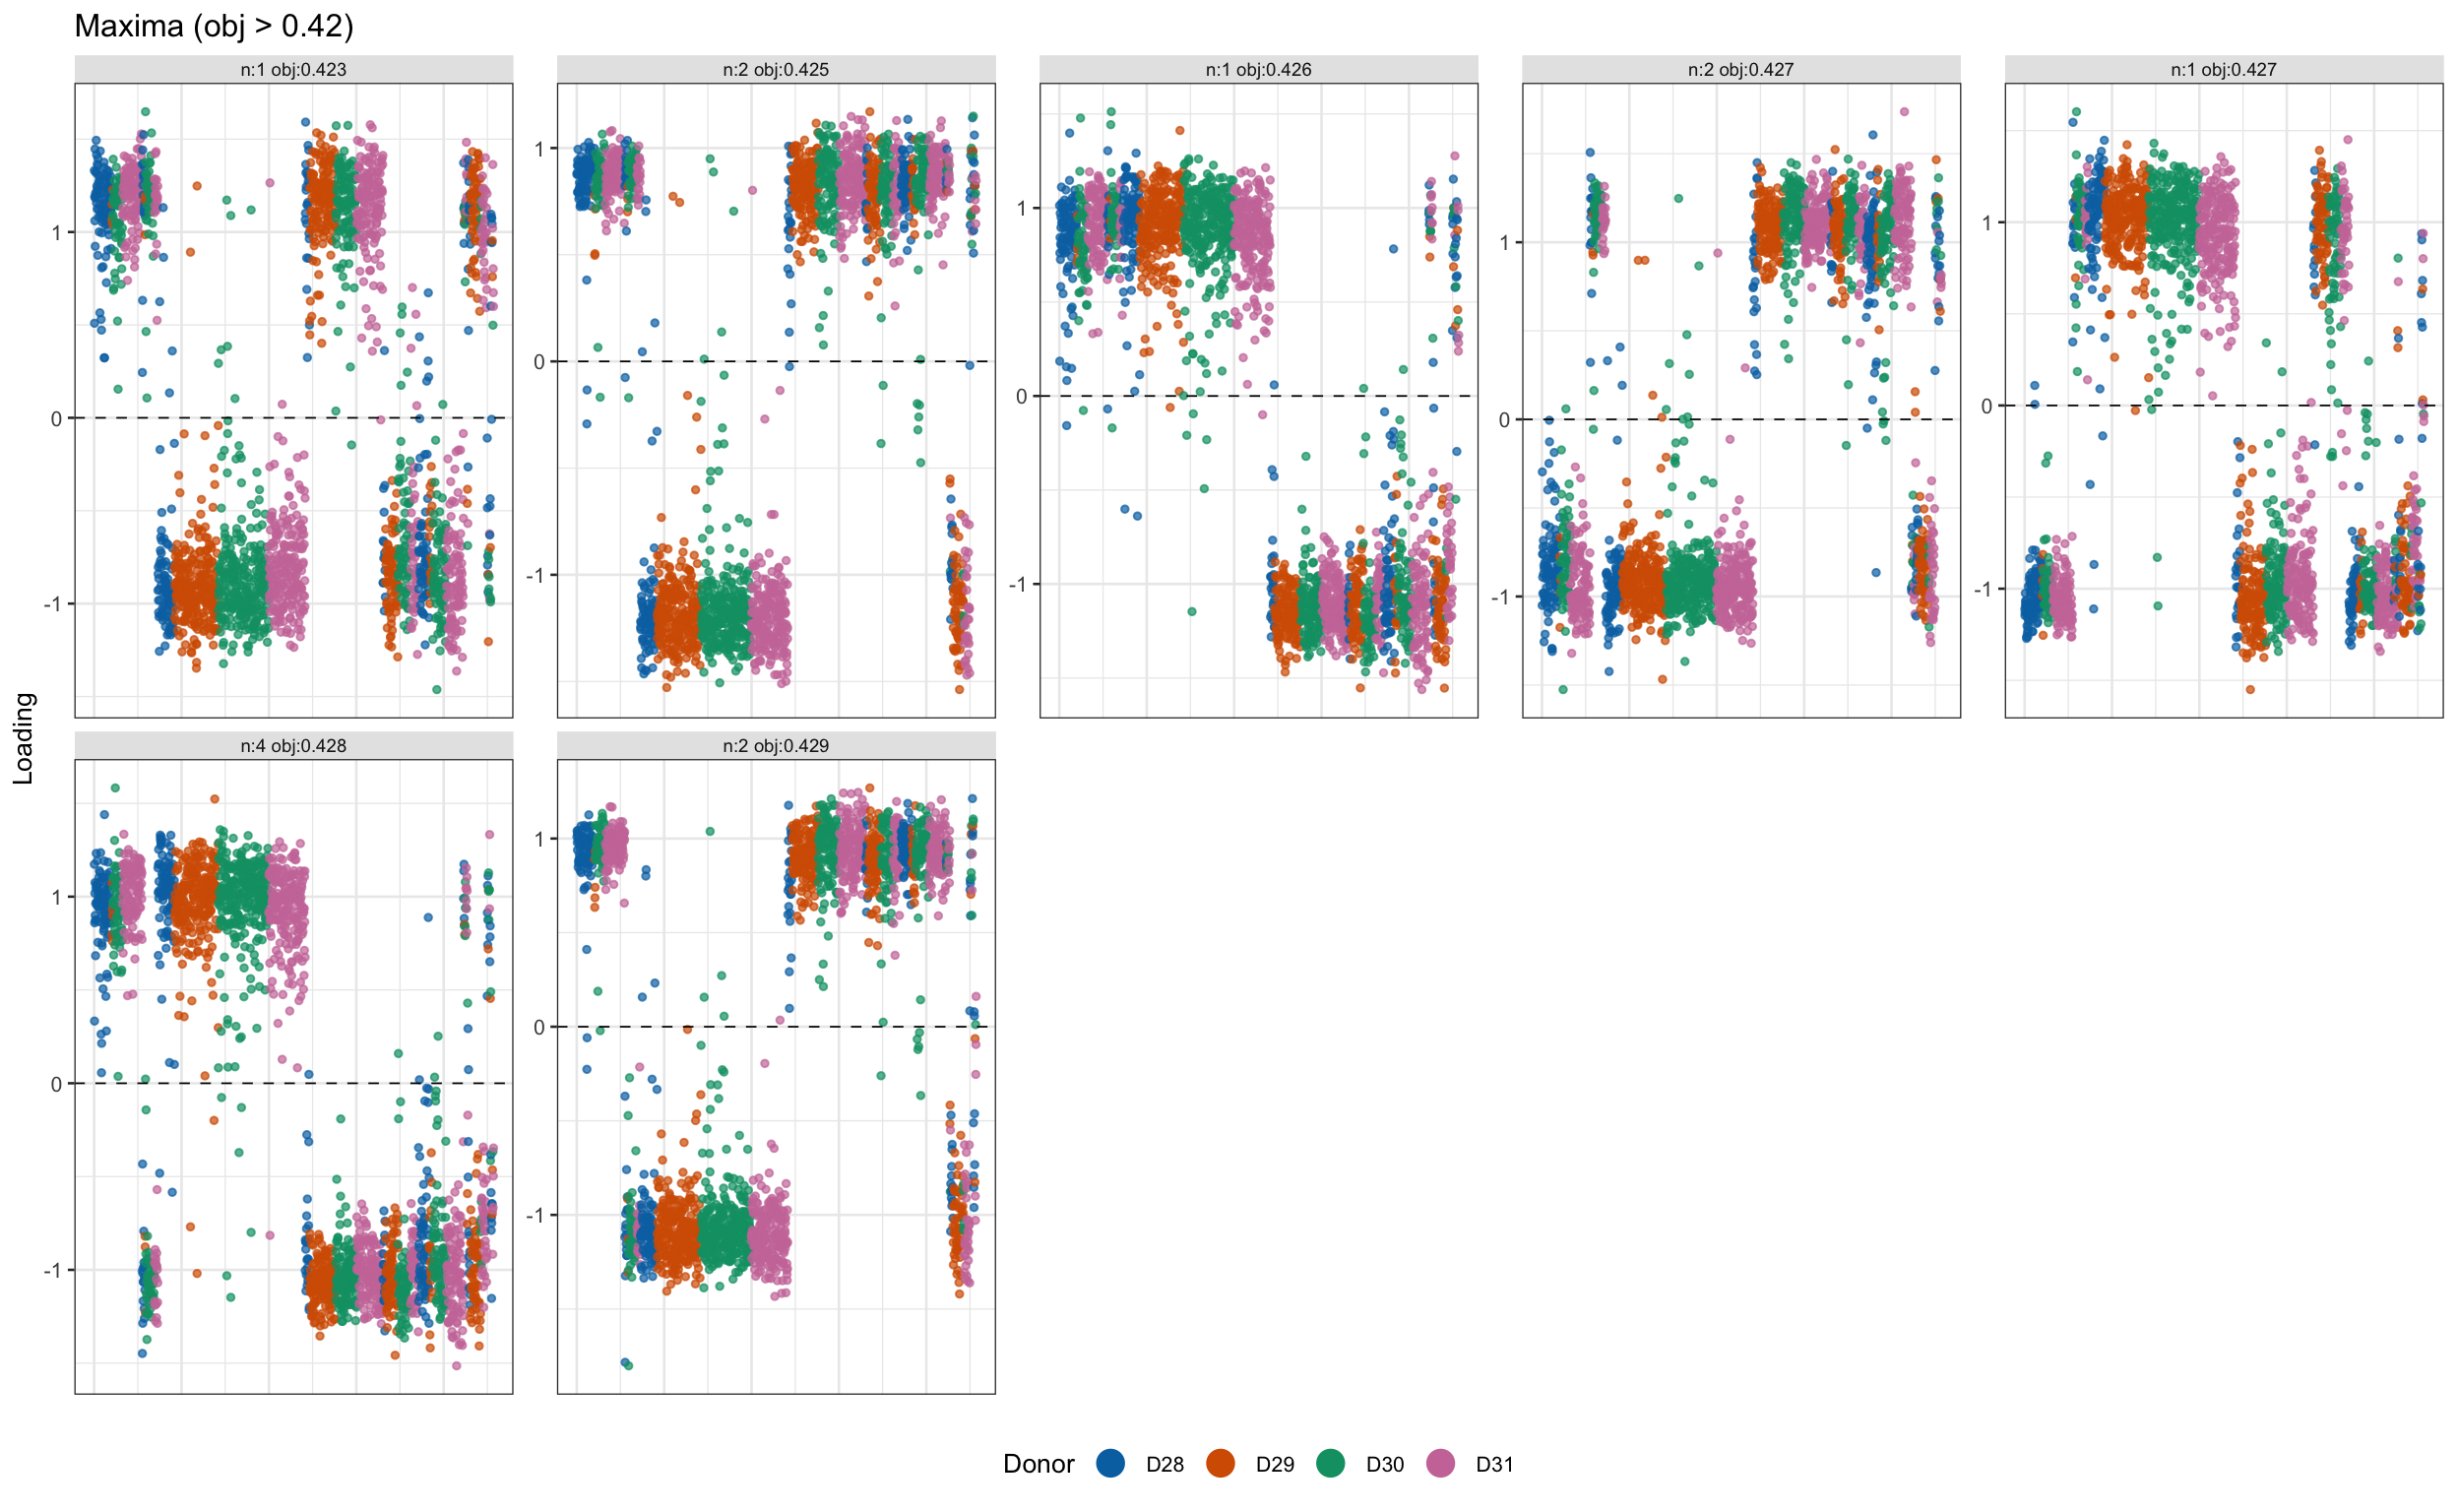 Maxima (obj > 0.42)
n:1 obj:0.423
n:2 obj:0.425
n:1 obj:0.426
n:2 obj:0.427
n:1 obj:0.427
1
0
-1
1
0
-1
1
0
-1
1
0
-1
1
0
-1
Loading
n:4 obj:0.428
n:2 obj:0.429
1
0
-1
1
0
-1
Donor D28 D29 D30 D31